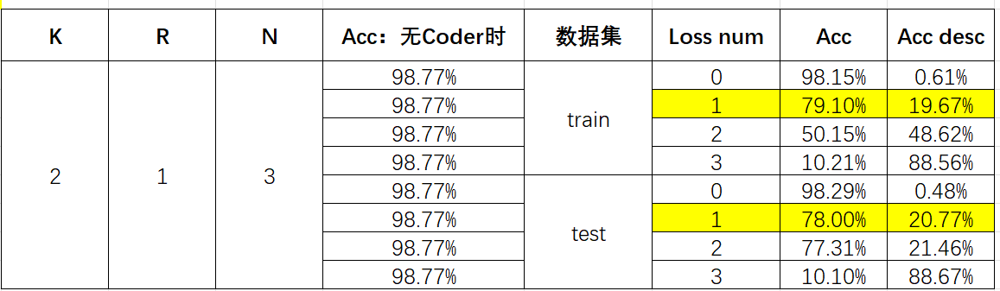 K R N Acc：无Coder时 数据集 Loss num Acc Acc desc
98.77% 0 98.15% 0.61%
98.77% 1 79.10% 19.67%
train
98.77% 2 50.15% 48.62%
98.77% 3 10.21% 88.56%
2 1 3
98.77% 0 98.29% 0.48%
98.77% 1 78.00% 20.77%
test
98.77% 2 77.31% 21.46%
98.77% 3 10.10% 88.67%